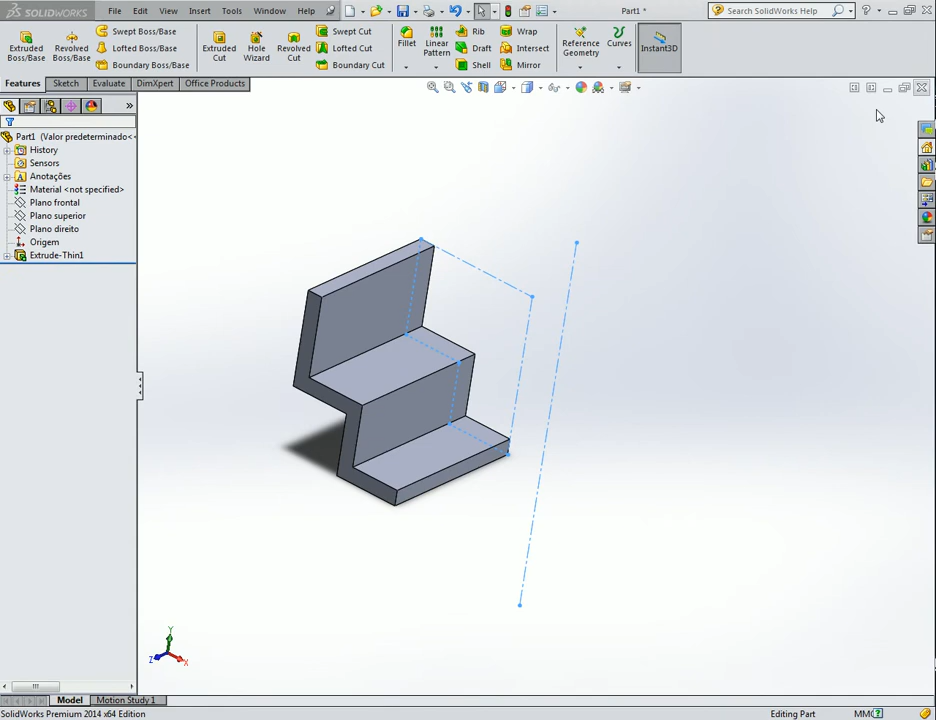 SOLIDWORKS File Edit View Insert Tools Window Help Part1 * Search SolidWorks Help
Extruded Boss/Base
Revolved Boss/Base
Swept Boss/Base
Lofted Boss/Base
Boundary Boss/Base
Extruded Cut
Hole Wizard
Revolved Cut
Swept Cut
Lofted Cut
Boundary Cut
Fillet
Linear Pattern
Rib
Draft
Shell
Wrap
Intersect
Mirror
Reference Geometry
Curves
Instant3D
Features Sketch Evaluate DimXpert Office Products
Part1 (Valor predeterminado<
History
Sensors
Anotações
Material <not specified>
Plano frontal
Plano superior
Plano direito
Origem
Extrude-Thin1
Y
Z
X
Model Motion Study 1
SolidWorks Premium 2014 x64 Edition Editing Part MMG